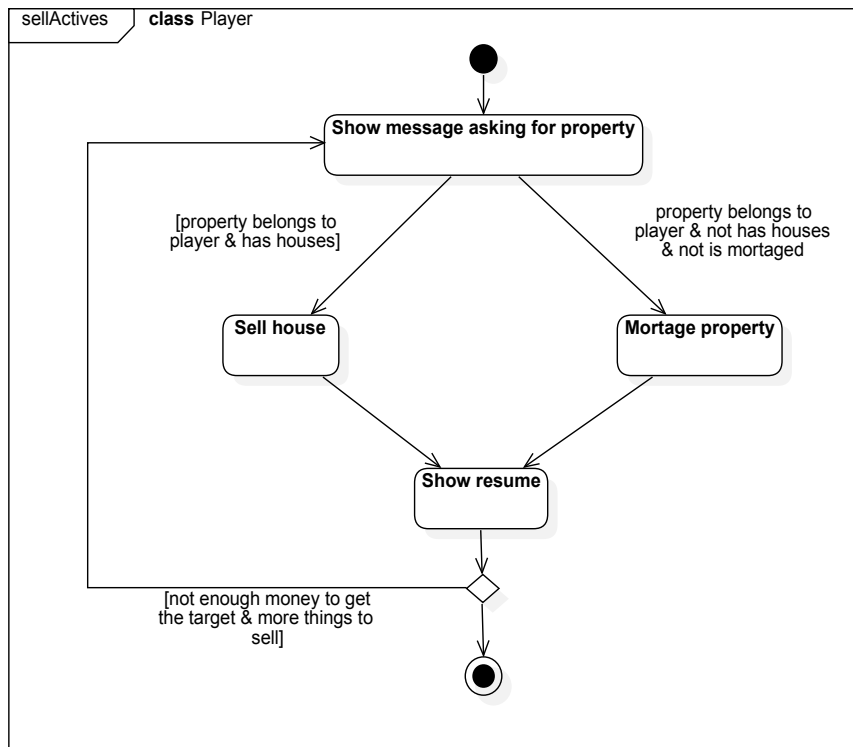 sellActives
class Player
Show message asking for property
[property belongs to
player & has houses]
property belongs to
player & not has houses
& not is mortaged
Sell house
Mortage property
Show resume
[not enough money to get
the target & more things to
sell]